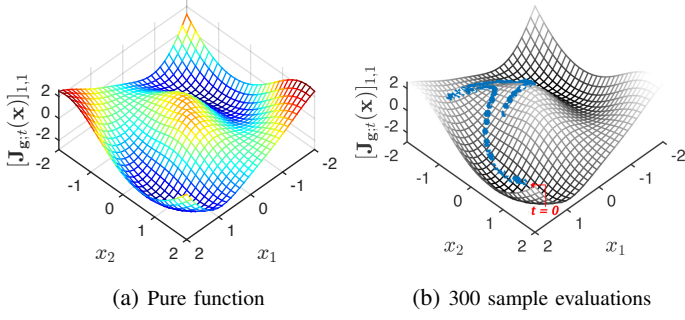 [J_{g;t}(x)]_{1,1}
2
0
-2
-2
-1
0
1
2
x_2
-2
-1
0
1
2
x_1
(a) Pure function
[J_{g;t}(x)]_{1,1}
2
0
-2
-2
-1
0
1
2
x_2
-2
-1
0
1
2
x_1
t = 0
(b) 300 sample evaluations